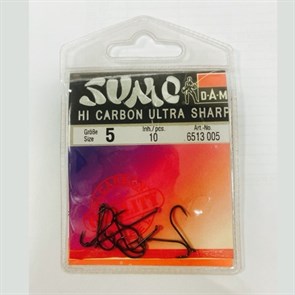 SUMO
D·A·M
HI CARBON ULTRA SHARP
Größe Size 5
Inh./pcs. 10
Art.-No. 6513 005